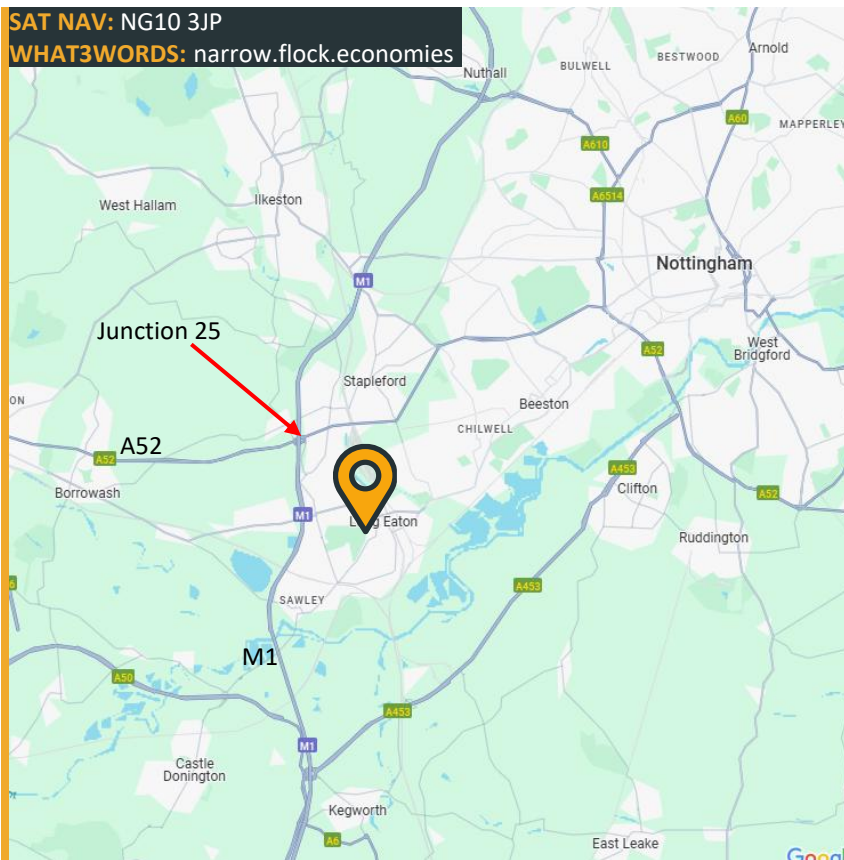 SAT NAV: NG10 3JP
WHAT3WORDS: narrow.flock.economies
Arnold
BESTWOOD
BULWELL
Nuthall
A60
MAPPERLEY
A610
A6514
Ilkeston
West Hallam
Nottingham
M1
Junction 25
West
Bridgford
A52
Stapleford
Beeston
ON
CHILWELL
A52
A52
A453
Clifton
Borrowash
A52
M1
Eaton
Ruddington
A453
SAWLEY
M1
A50
A453
M1
Castle
Donington
Kegworth
A6
East Leake